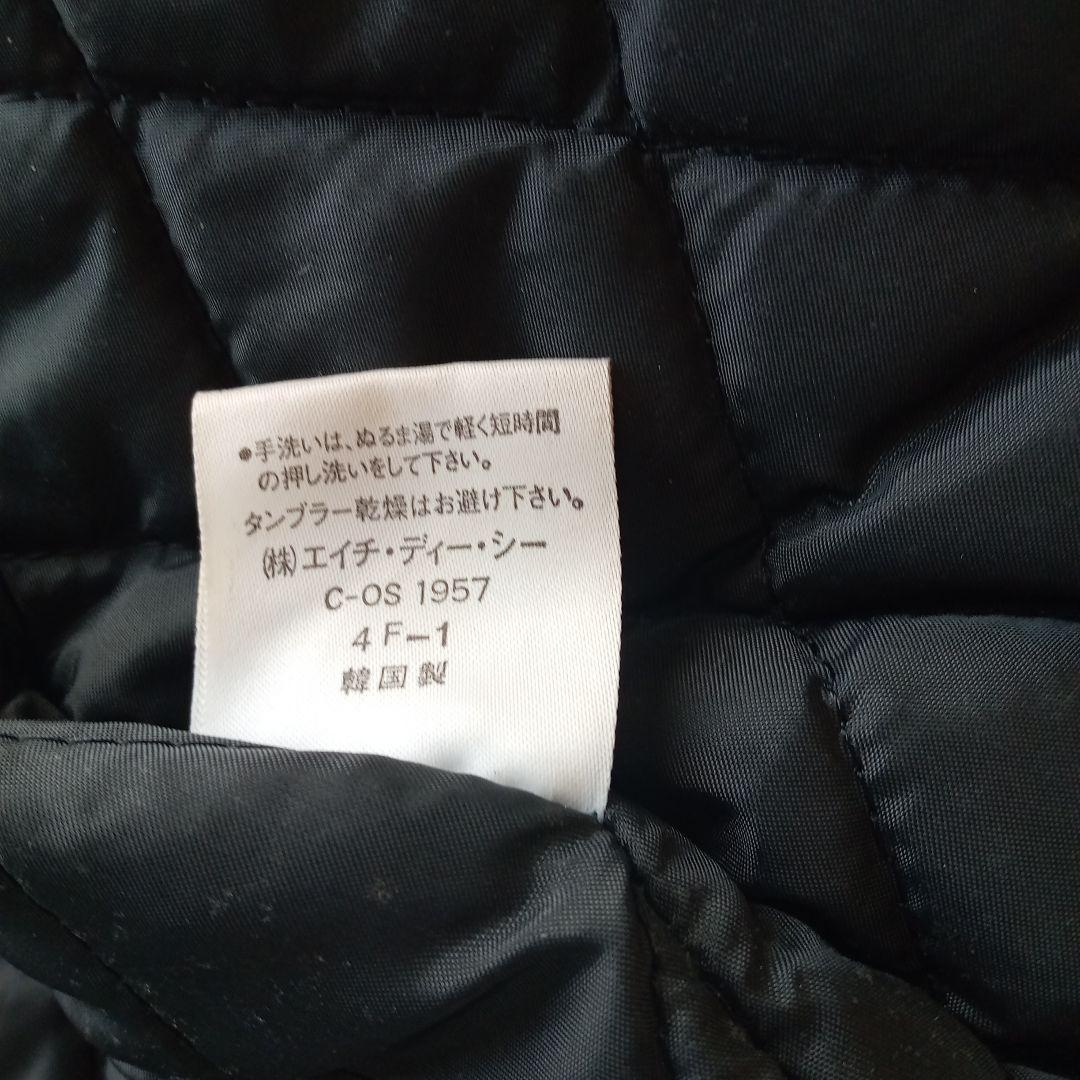 ●手洗いは、ぬるま湯で軽く短時間
の押し洗いをして下さい。
タンブラー乾燥はお避け下さい。
(株)エイチ・ディー・シー
C-OS 1957
4F-1
韓国製